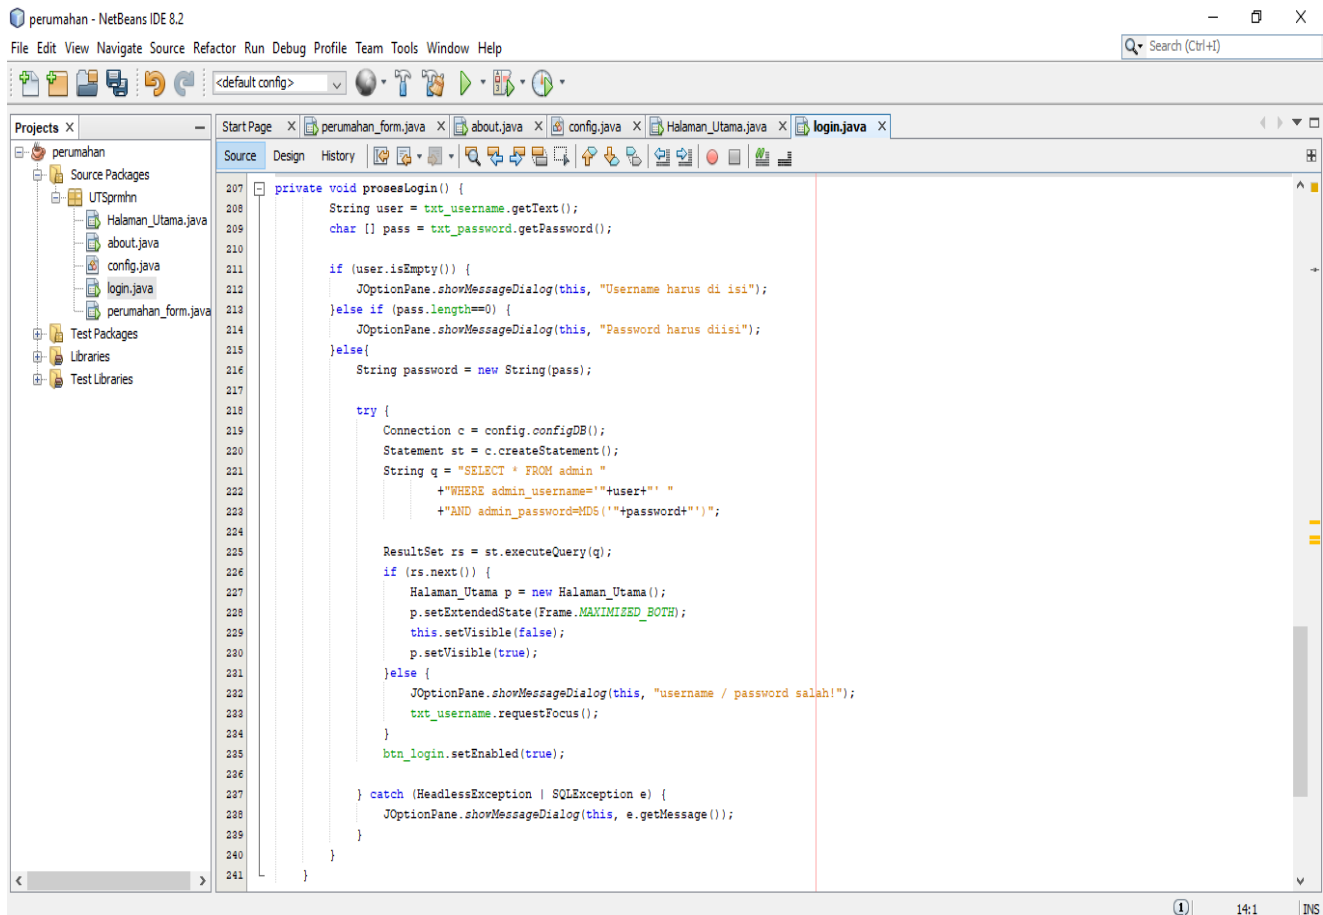 perumahan - NetBeans IDE 8.2
File Edit View Navigate Source Refactor Run Debug Profile Team Tools Window Help
Search (Ctrl+I)
<default config>
Projects X
Start Page X perumahan_form.java X about.java X config.java X Halaman_Utama.java X login.java X
perumahan
Source Packages
UTSprmhn
Halaman_Utama.java
about.java
config.java
login.java
perumahan_form.java
Test Packages
Libraries
Test Libraries
Source Design History
207 private void prosesLogin() {
208 String user = txt_username.getText();
209 char [] pass = txt_password.getPassword();
210
211 if (user.isEmpty()) {
212 JOptionPane.showMessageDialog(this, "Username harus di isi");
213 }else if (pass.length==0) {
214 JOptionPane.showMessageDialog(this, "Password harus diisi");
215 }else{
216 String password = new String(pass);
217
218 try {
219 Connection c = config.configDB();
220 Statement st = c.createStatement();
221 String q = "SELECT * FROM admin "
222 +"WHERE admin_username='"+user+"' "
223 +"AND admin_password=MD5('"+password+"')";
224
225 ResultSet rs = st.executeQuery(q);
226 if (rs.next()) {
227 Halaman_Utama p = new Halaman_Utama();
228 p.setExtendedState(Frame.MAXIMIZED_BOTH);
229 this.setVisible(false);
230 p.setVisible(true);
231 }else {
232 JOptionPane.showMessageDialog(this, "username / password salah!");
233 txt_username.requestFocus();
234 }
235 btn_login.setEnabled(true);
236
237 } catch (HeadlessException | SQLException e) {
238 JOptionPane.showMessageDialog(this, e.getMessage());
239 }
240 }
241 }
1 14:1 INS